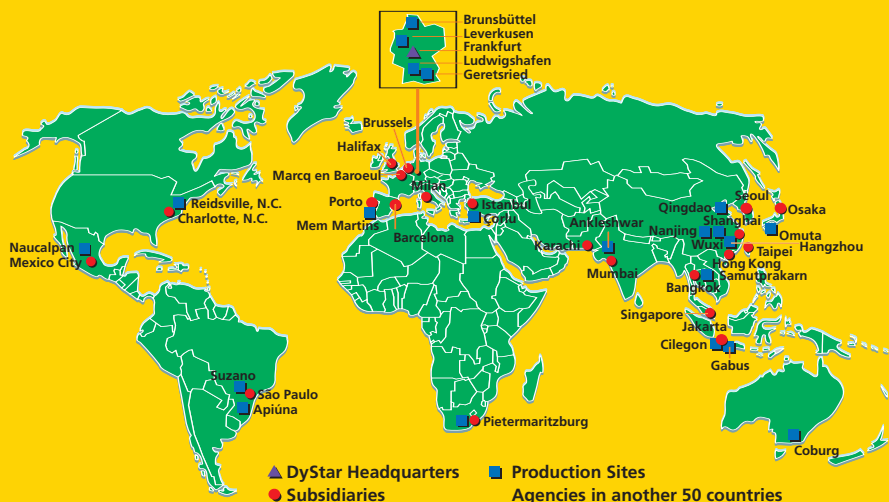 Brunsbüttel
Leverkusen
Frankfurt
Ludwigshafen
Geretsried
Brussels
Halifax
Marcq en Baroeul
Milan
Porto
Mem Martins
Barcelona
Istanbul
Corlu
Reidsville, N.C.
Charlotte, N.C.
Naucalpan
Mexico City
Ankleshwar
Karachi
Mumbai
Qingdao
Seoul
Osaka
Nanjing
Shanghai
Omuta
Wuxi
Taipei
Hangzhou
Hong Kong
Samutprakarn
Bangkok
Singapore
Jakarta
Cilegon
Gabus
Suzano
São Paulo
Apiúna
Pietermaritzburg
Coburg
DyStar Headquarters
Production Sites
Subsidiaries
Agencies in another 50 countries